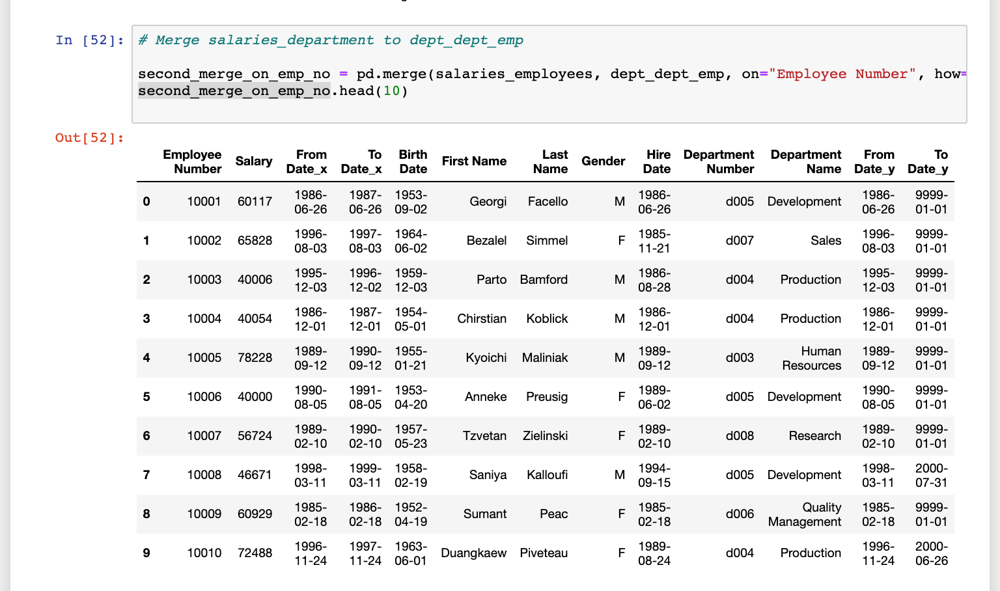 In [52]:
# Merge salaries_department to dept_dept_emp
second_merge_on_emp_no = pd.merge(salaries_employees, dept_dept_emp, on="Employee Number", how=
second_merge_on_emp_no.head(10)
Out[52]:
Employee Number Salary From Date_x To Date_x Birth Date First Name Last Name Gender Hire Date Department Number Department Name From Date_y To Date_y
0 10001 60117 1986-06-26 1987-06-26 1953-09-02 Georgi Facello M 1986-06-26 d005 Development 1986-06-26 9999-01-01
1 10002 65828 1996-08-03 1997-08-03 1964-06-02 Bezalel Simmel F 1985-11-21 d007 Sales 1996-08-03 9999-01-01
2 10003 40006 1995-12-03 1996-12-02 1959-12-03 Parto Bamford M 1986-08-28 d004 Production 1995-12-03 9999-01-01
3 10004 40054 1986-12-01 1987-12-01 1954-05-01 Chirstian Koblick M 1986-12-01 d004 Production 1986-12-01 9999-01-01
4 10005 78228 1989-09-12 1990-09-12 1955-01-21 Kyoichi Maliniak M 1989-09-12 d003 Human Resources 1989-09-12 9999-01-01
5 10006 40000 1990-08-05 1991-08-05 1953-04-20 Anneke Preusig F 1989-06-02 d005 Development 1990-08-05 9999-01-01
6 10007 56724 1989-02-10 1990-02-10 1957-05-23 Tzvetan Zielinski F 1989-02-10 d008 Research 1989-02-10 9999-01-01
7 10008 46671 1998-03-11 1999-03-11 1958-02-19 Saniya Kalloufi M 1994-09-15 d005 Development 1998-03-11 2000-07-31
8 10009 60929 1985-02-18 1986-02-18 1952-04-19 Sumant Peac F 1985-02-18 d006 Quality Management 1985-02-18 9999-01-01
9 10010 72488 1996-11-24 1997-11-24 1963-06-01 Duangkaew Piveteau F 1989-08-24 d004 Production 1996-11-24 2000-06-26